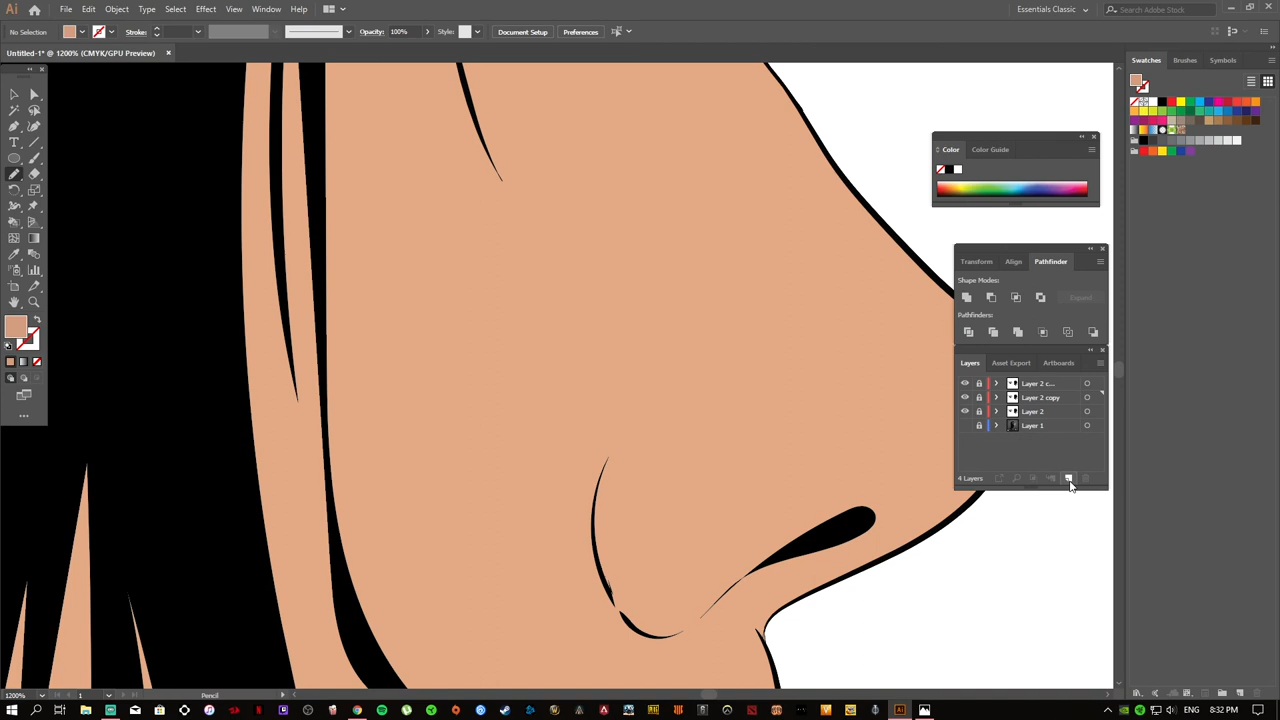 Ai File Edit Object Type Select Effect View Window Help Essentials Classic Search Adobe Stock
No Selection Stroke: Opacity: 100% Style: Document Setup Preferences
Untitled-1* @ 1200% (CMYK/GPU Preview) ×
Swatches Brushes Symbols
Color Color Guide
Transform Align Pathfinder
Shape Modes:
Expand
Pathfinders:
Layers Asset Export Artboards
Layer 2 c...
Layer 2 copy
Layer 2
Layer 1
4 Layers
1200% 1 Pencil
8:32 PM